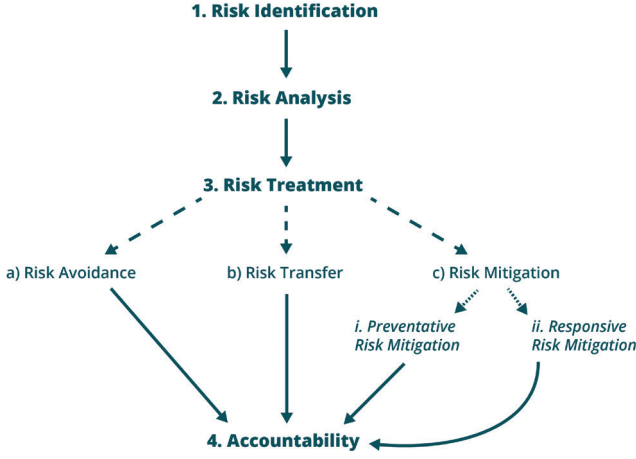 1. Risk Identification
2. Risk Analysis
3. Risk Treatment
a) Risk Avoidance
b) Risk Transfer
c) Risk Mitigation
i. Preventative
Risk Mitigation
ii. Responsive
Risk Mitigation
4. Accountability